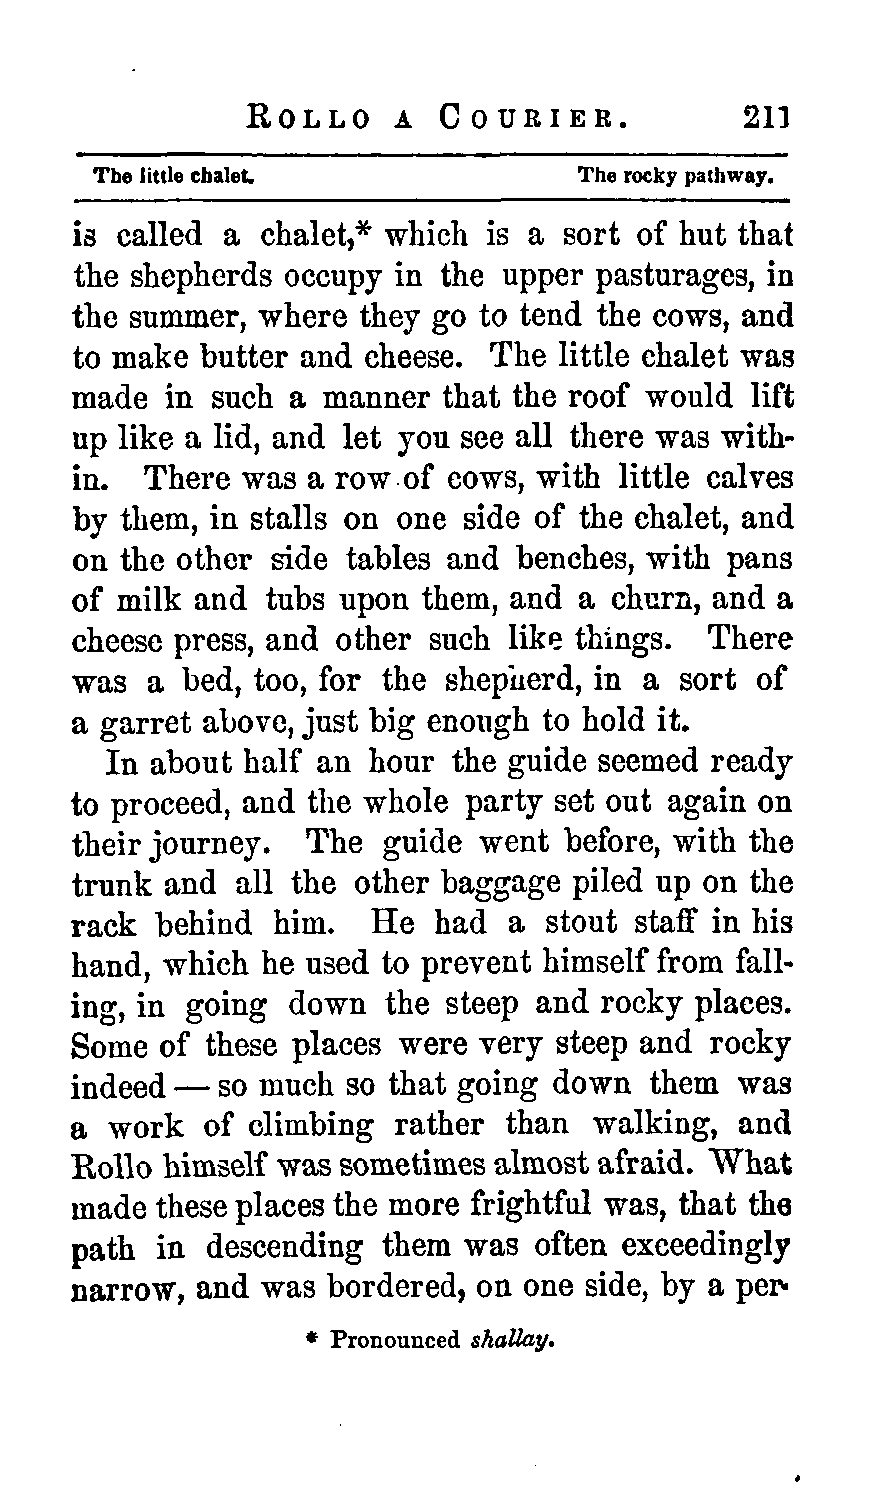 ROLLO A COURIER. 211
The little chalet. The rocky pathway.
is called a chalet,* which is a sort of hut that
the shepherds occupy in the upper pasturages, in
the summer, where they go to tend the cows, and
to make butter and cheese. The little chalet was
made in such a manner that the roof would lift
up like a lid, and let you see all there was with-
in. There was a row of cows, with little calves
by them, in stalls on one side of the chalet, and
on the other side tables and benches, with pans
of milk and tubs upon them, and a churn, and a
cheese press, and other such like things. There
was a bed, too, for the shepherd, in a sort of
a garret above, just big enough to hold it.
In about half an hour the guide seemed ready
to proceed, and the whole party set out again on
their journey. The guide went before, with the
trunk and all the other baggage piled up on the
rack behind him. He had a stout staff in his
hand, which he used to prevent himself from fall-
ing, in going down the steep and rocky places.
Some of these places were very steep and rocky
indeed — so much so that going down them was
a work of climbing rather than walking, and
Rollo himself was sometimes almost afraid. What
made these places the more frightful was, that the
path in descending them was often exceedingly
narrow, and was bordered, on one side, by a per-
* Pronounced shallay.